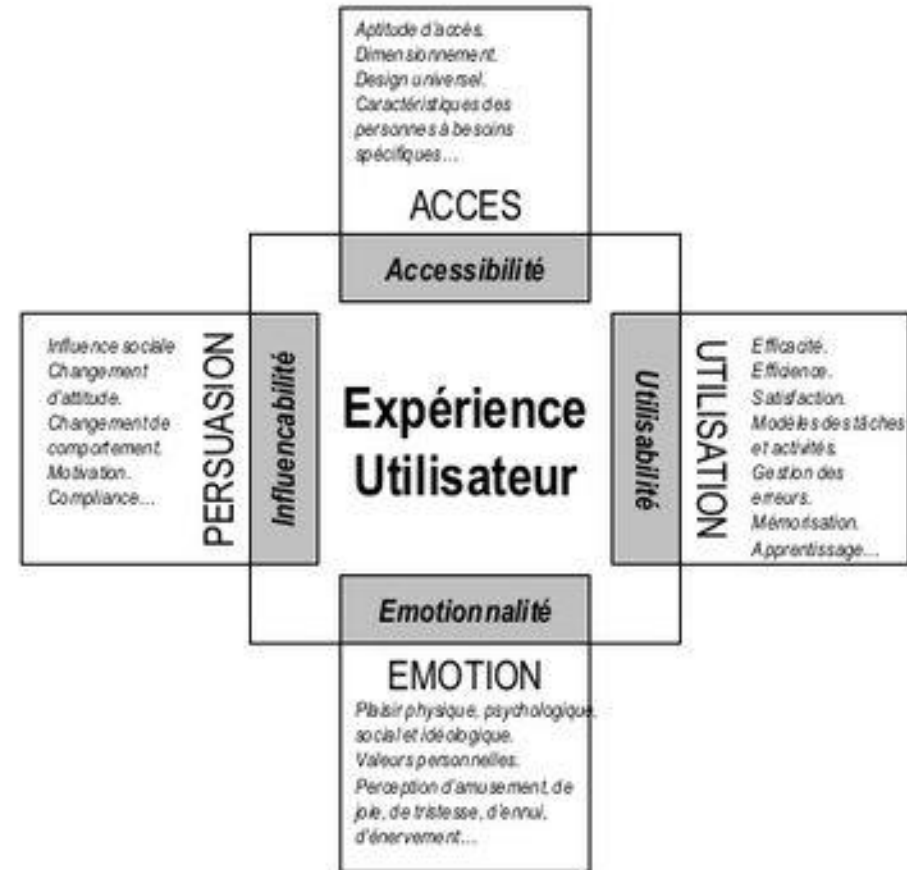 Aptitude d'accès.
Dimensionnement.
Design universel.
Caractéristiques des
personnes à besoins
spécifiques...
ACCES
Accessibilité
Influence sociale
Changement
d'attitude.
Changement de
comportement.
Motivation.
Compliance...
PERSUASION
Influencabilité
Expérience
Utilisateur
Utilisabilité
UTILISATION
Efficacité.
Efficience.
Satisfaction.
Modèles des tâches
et activités.
Gestion des
erreurs.
Mémorisation.
Apprentissage...
Emotionnalité
EMOTION
Plaisir physique, psychologique,
social et idéologique.
Valeurs personnelles.
Perception d'amusement, de
joie, de tristesse, d'ennui,
d'énervement...